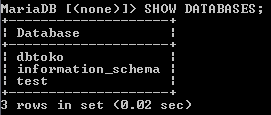 MariaDB [(none)]> SHOW DATABASES;
+--------------------+
| Database           |
+--------------------+
| dbtoko             |
| information_schema |
| test               |
+--------------------+
3 rows in set (0.02 sec)